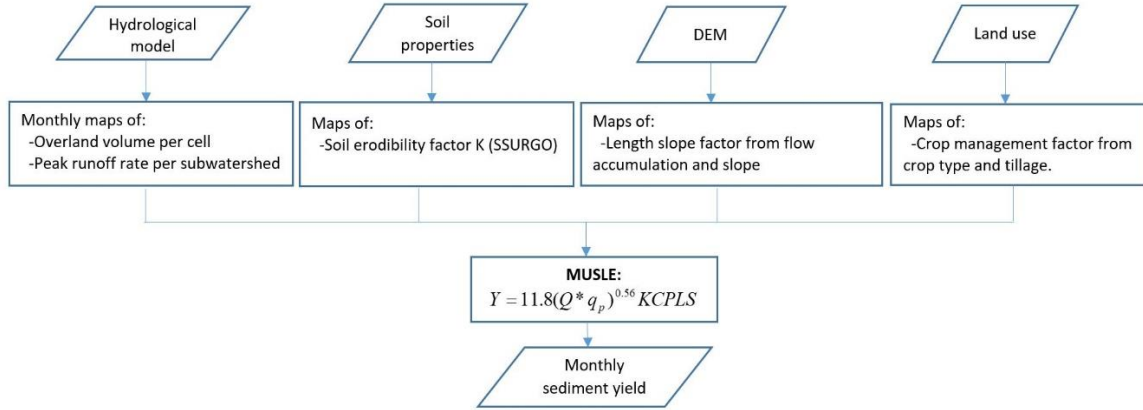 Hydrological
model
Soil
properties
DEM
Land use
Monthly maps of:
-Overland volume per cell
-Peak runoff rate per subwatershed
Maps of:
-Soil erodibility factor K (SSURGO)
Maps of:
-Length slope factor from flow
accumulation and slope
Maps of:
-Crop management factor from
crop type and tillage.
MUSLE:
Y = 11.8(Q* q_p)^0.56 KCPLS
Monthly
sediment yield